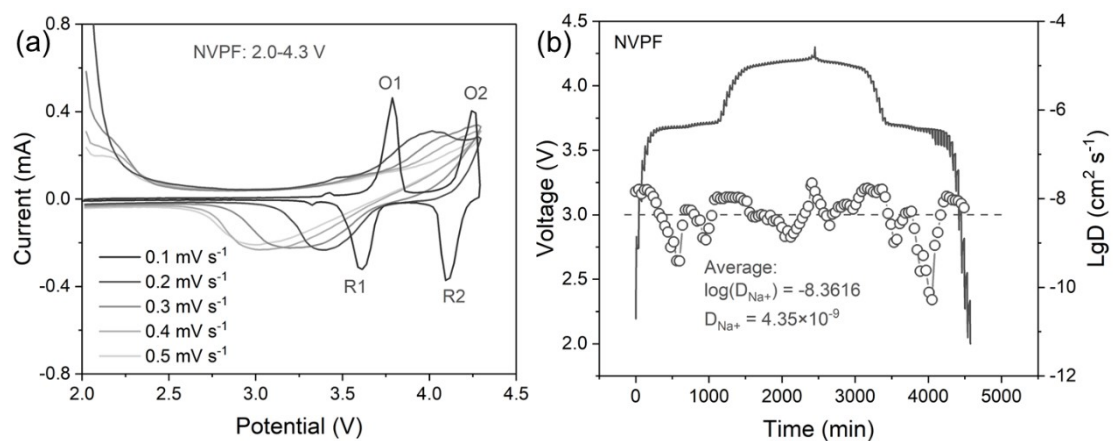 (a)
NVPF: 2.0-4.3 V
O1
O2
R1
R2
0.1 mV s⁻¹
0.2 mV s⁻¹
0.3 mV s⁻¹
0.4 mV s⁻¹
0.5 mV s⁻¹
0.8
0.4
0.0
-0.4
-0.8
Current (mA)
2.0 2.5 3.0 3.5 4.0 4.5
Potential (V)
(b)
NVPF
4.5
4.0
3.5
3.0
2.5
2.0
Voltage (V)
Average:
log(D_Na+) = -8.3616
D_Na+ = 4.35×10⁻⁹
-4
-6
-8
-10
-12
LgD (cm² s⁻¹)
0 1000 2000 3000 4000 5000
Time (min)